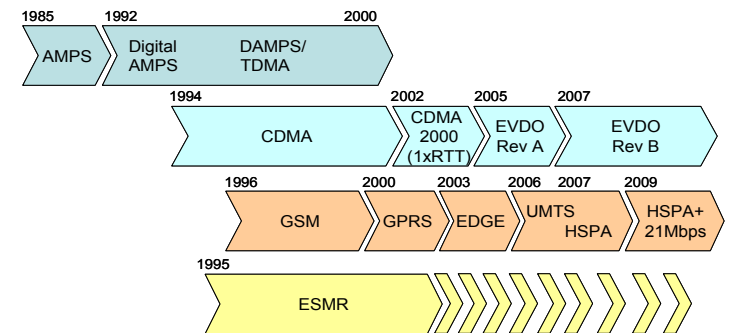 1985 1992 2000
AMPS Digital DAMPS/
AMPS TDMA
1994 2002 2005 2007
CDMA CDMA EVDO EVDO
2000 Rev A Rev B
(1xRTT)
1996 2000 2003 2006 2007 2009
GSM GPRS EDGE UMTS HSPA+
HSPA 21Mbps
1995
ESMR